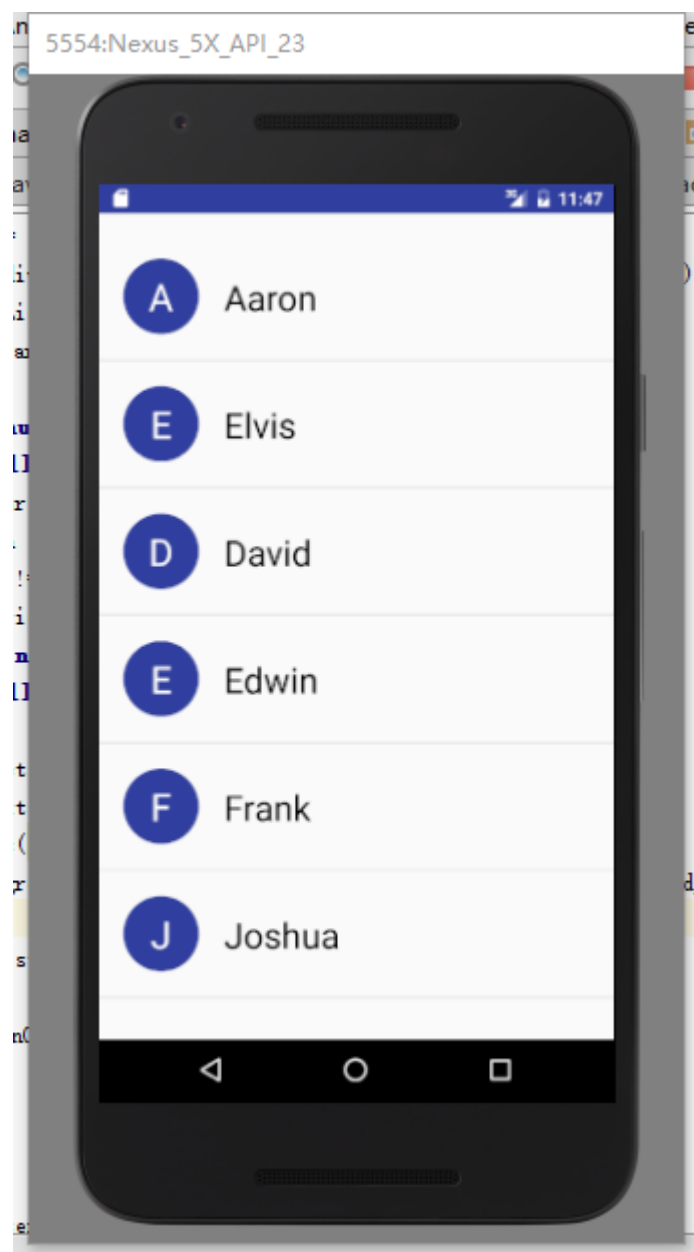 5554:Nexus_5X_API_23
11:47
A Aaron
E Elvis
D David
E Edwin
F Frank
J Joshua